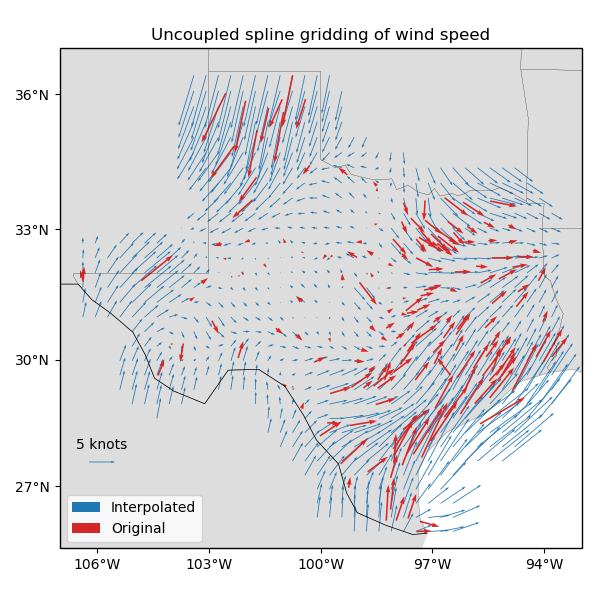 Uncoupled spline gridding of wind speed
36°N
33°N
30°N
27°N
5 knots
Interpolated
Original
106°W 103°W 100°W 97°W 94°W